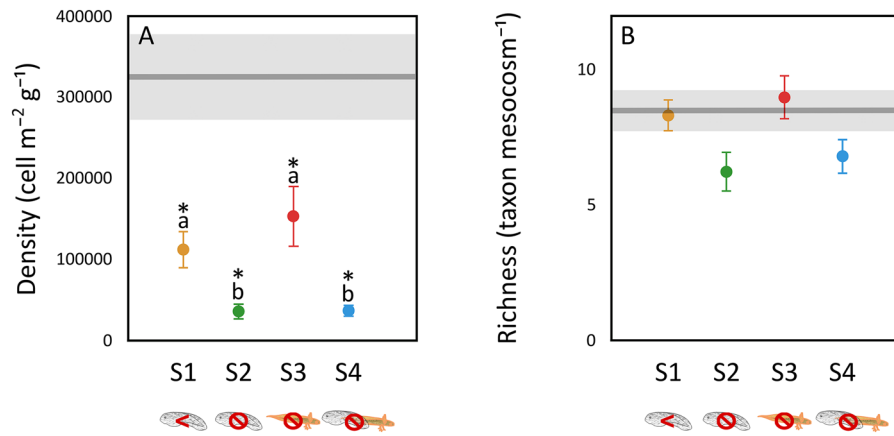 A
Density (cell m⁻² g⁻¹)
400000
300000
200000
100000
0
*
a
*
b
*
a
*
b
S1 S2 S3 S4
<
B
Richness (taxon mesocosm⁻¹)
10
5
0
S1 S2 S3 S4
<